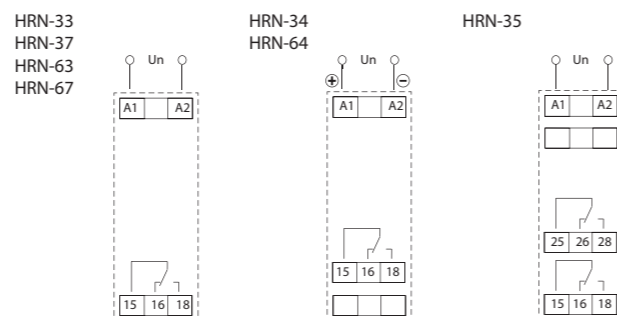 HRN-33
HRN-37
HRN-63
HRN-67
Un
A1 A2
15 16 18
HRN-34
HRN-64
Un
+ −
A1 A2
15 16 18
HRN-35
Un
A1 A2
25 26 28
15 16 18